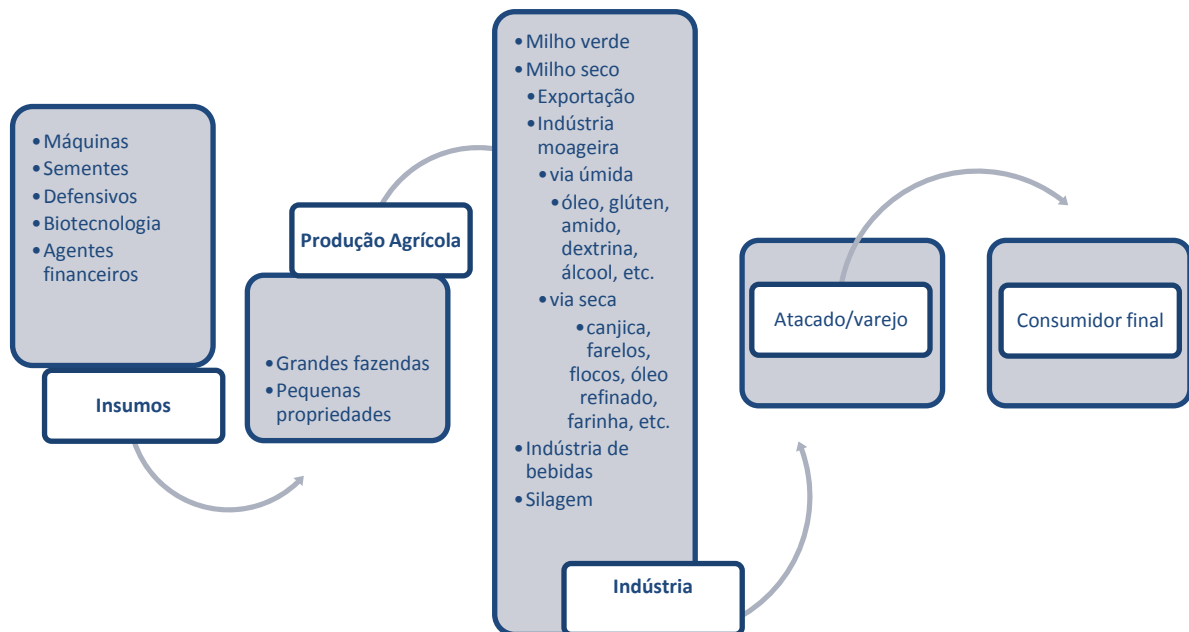 • Máquinas
• Sementes
• Defensivos
• Biotecnologia
• Agentes
financeiros
Insumos
Produção Agrícola
• Grandes fazendas
• Pequenas
propriedades
• Milho verde
• Milho seco
• Exportação
• Indústria
moageira
• via úmida
• óleo, glúten,
amido,
dextrina,
álcool, etc.
• via seca
• canjica,
farelos,
flocos, óleo
refinado,
farinha, etc.
• Indústria de
bebidas
• Silagem
Indústria
Atacado/varejo
Consumidor final